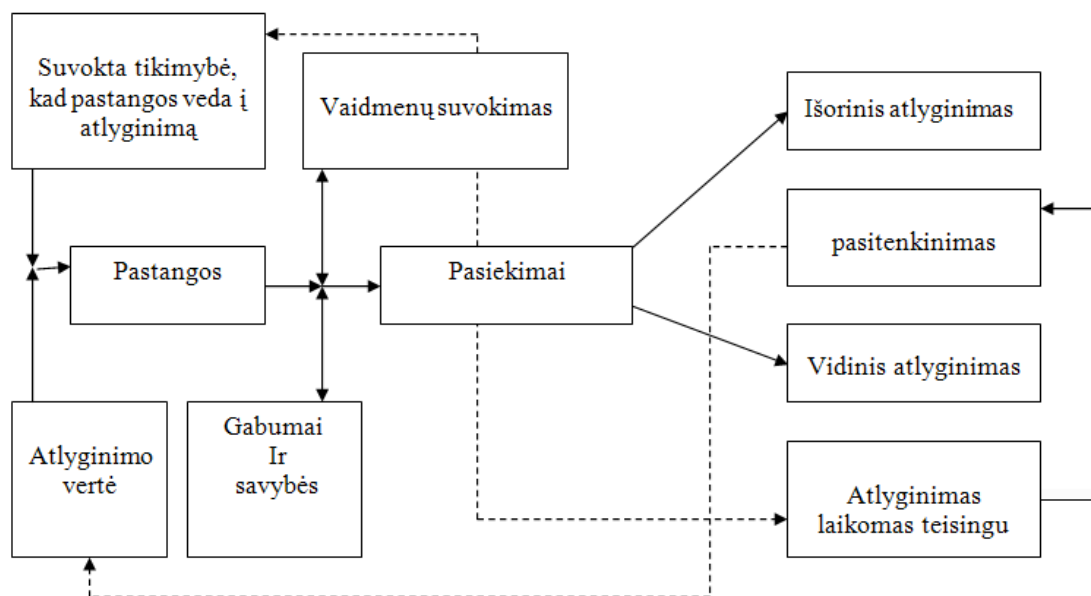 Suvokta tikimybė,
kad pastangos veda į
atlyginimą
Vaidmenų suvokimas
Išorinis atlyginimas
pasitenkinimas
Pastangos
Pasiekimai
Vidinis atlyginimas
Atlyginimo
vertė
Gabumai
Ir
savybės
Atlyginimas
laikomas teisingu